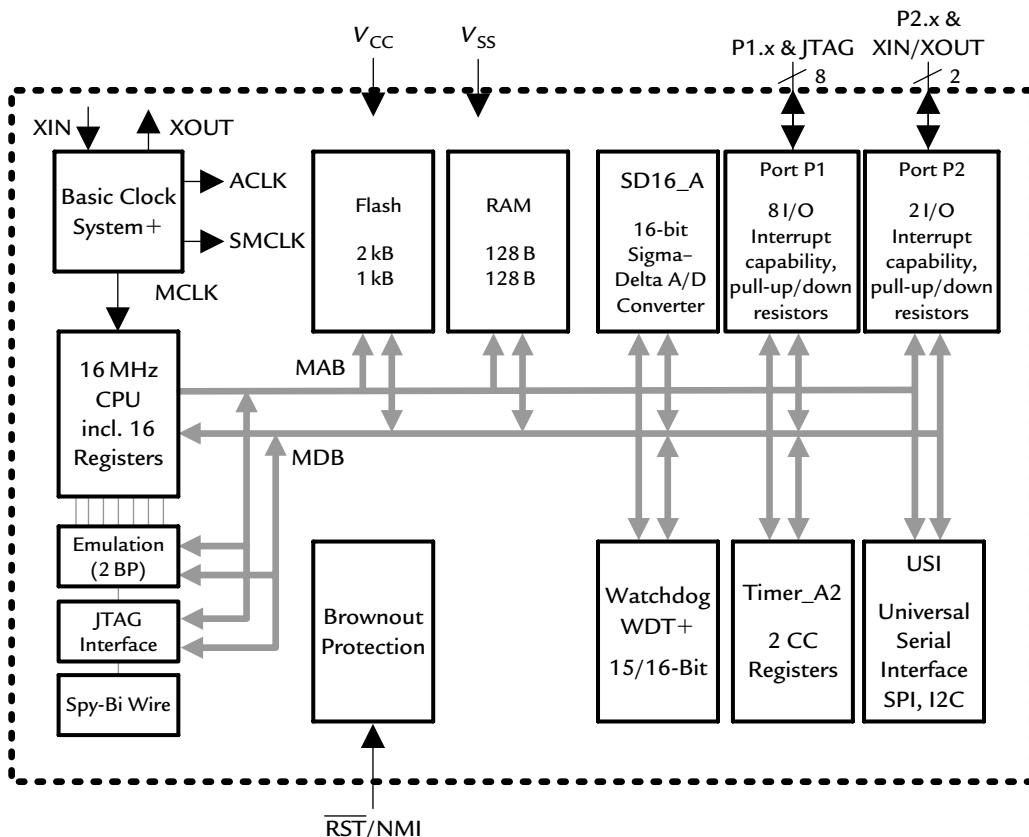 V_CC
V_SS
P1.x & JTAG
8
P2.x &
XIN/XOUT
2
XIN
XOUT
Basic Clock
System+
ACLK
SMCLK
MCLK
Flash
2 kB
1 kB
RAM
128 B
128 B
SD16_A
16-bit
Sigma–
Delta A/D
Converter
Port P1
8 I/O
Interrupt
capability,
pull-up/down
resistors
Port P2
2 I/O
Interrupt
capability,
pull-up/down
resistors
16 MHz
CPU
incl. 16
Registers
MAB
MDB
Emulation
(2 BP)
JTAG
Interface
Spy-Bi Wire
Brownout
Protection
Watchdog
WDT+
15/16-Bit
Timer_A2
2 CC
Registers
USI
Universal
Serial
Interface
SPI, I2C
R̅S̅T̅/NMI